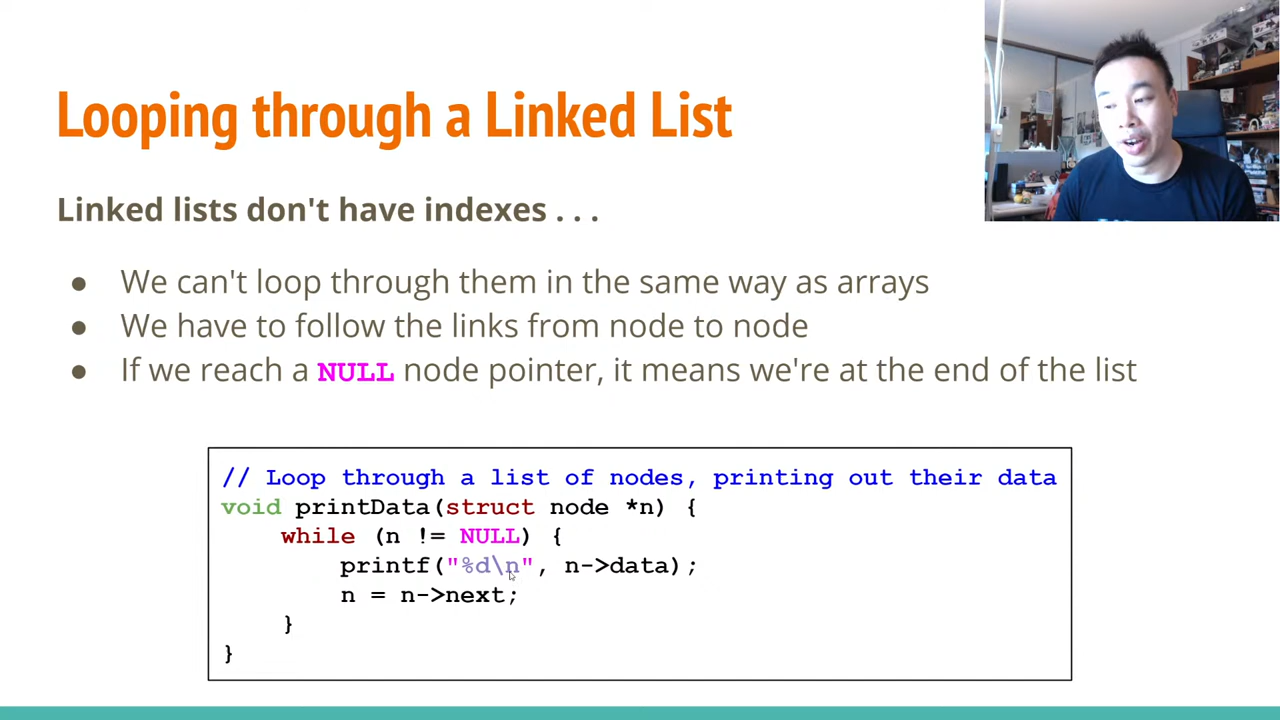 Looping through a Linked List
Linked lists don't have indexes . . .
● We can't loop through them in the same way as arrays
● We have to follow the links from node to node
● If we reach a NULL node pointer, it means we're at the end of the list
// Loop through a list of nodes, printing out their data
void printData(struct node *n) {
    while (n != NULL) {
        printf("%d\n", n->data);
        n = n->next;
    }
}